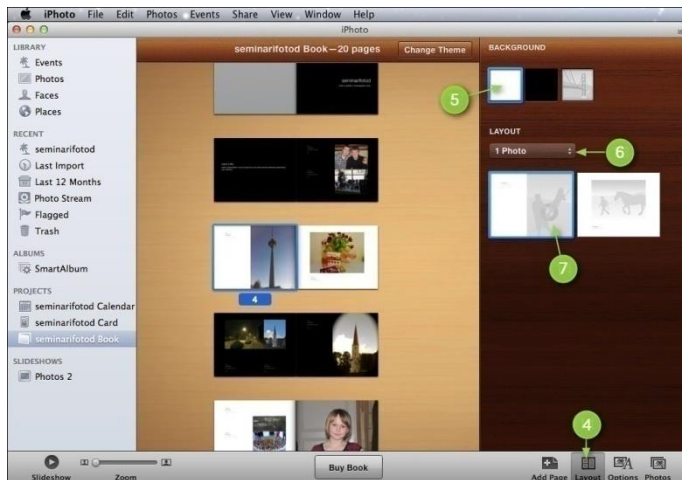 iPhoto File Edit Photos Events Share View Window Help
iPhoto
LIBRARY
Events
Photos
Faces
Places
RECENT
seminarifotod
Last Import
Last 12 Months
Photo Stream
Flagged
Trash
ALBUMS
SmartAlbum
PROJECTS
seminarifotod Calendar
seminarifotod Card
seminarifotod Book
SLIDESHOWS
Photos 2
seminarifotod Book—20 pages
Change Theme
seminarifotod
4
BACKGROUND
5
LAYOUT
1 Photo
6
7
4
Slideshow
Zoom
Buy Book
Add Page
Layout
Options
Photos